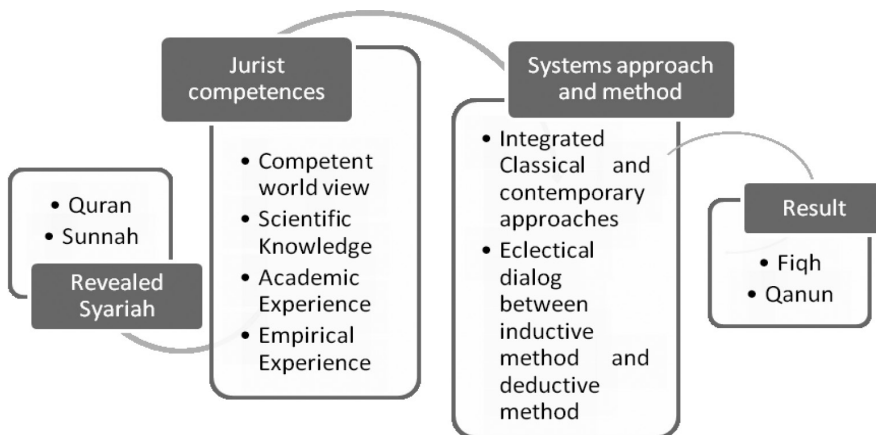 • Quran
• Sunnah
Revealed
Syariah
Jurist
competences
• Competent
world view
• Scientific
Knowledge
• Academic
Experience
• Empirical
Experience
Systems approach
and method
• Integrated
Classical and
contemporary
approaches
• Eclectical
dialog
between
inductive
method and
deductive
method
Result
• Fiqh
• Qanun